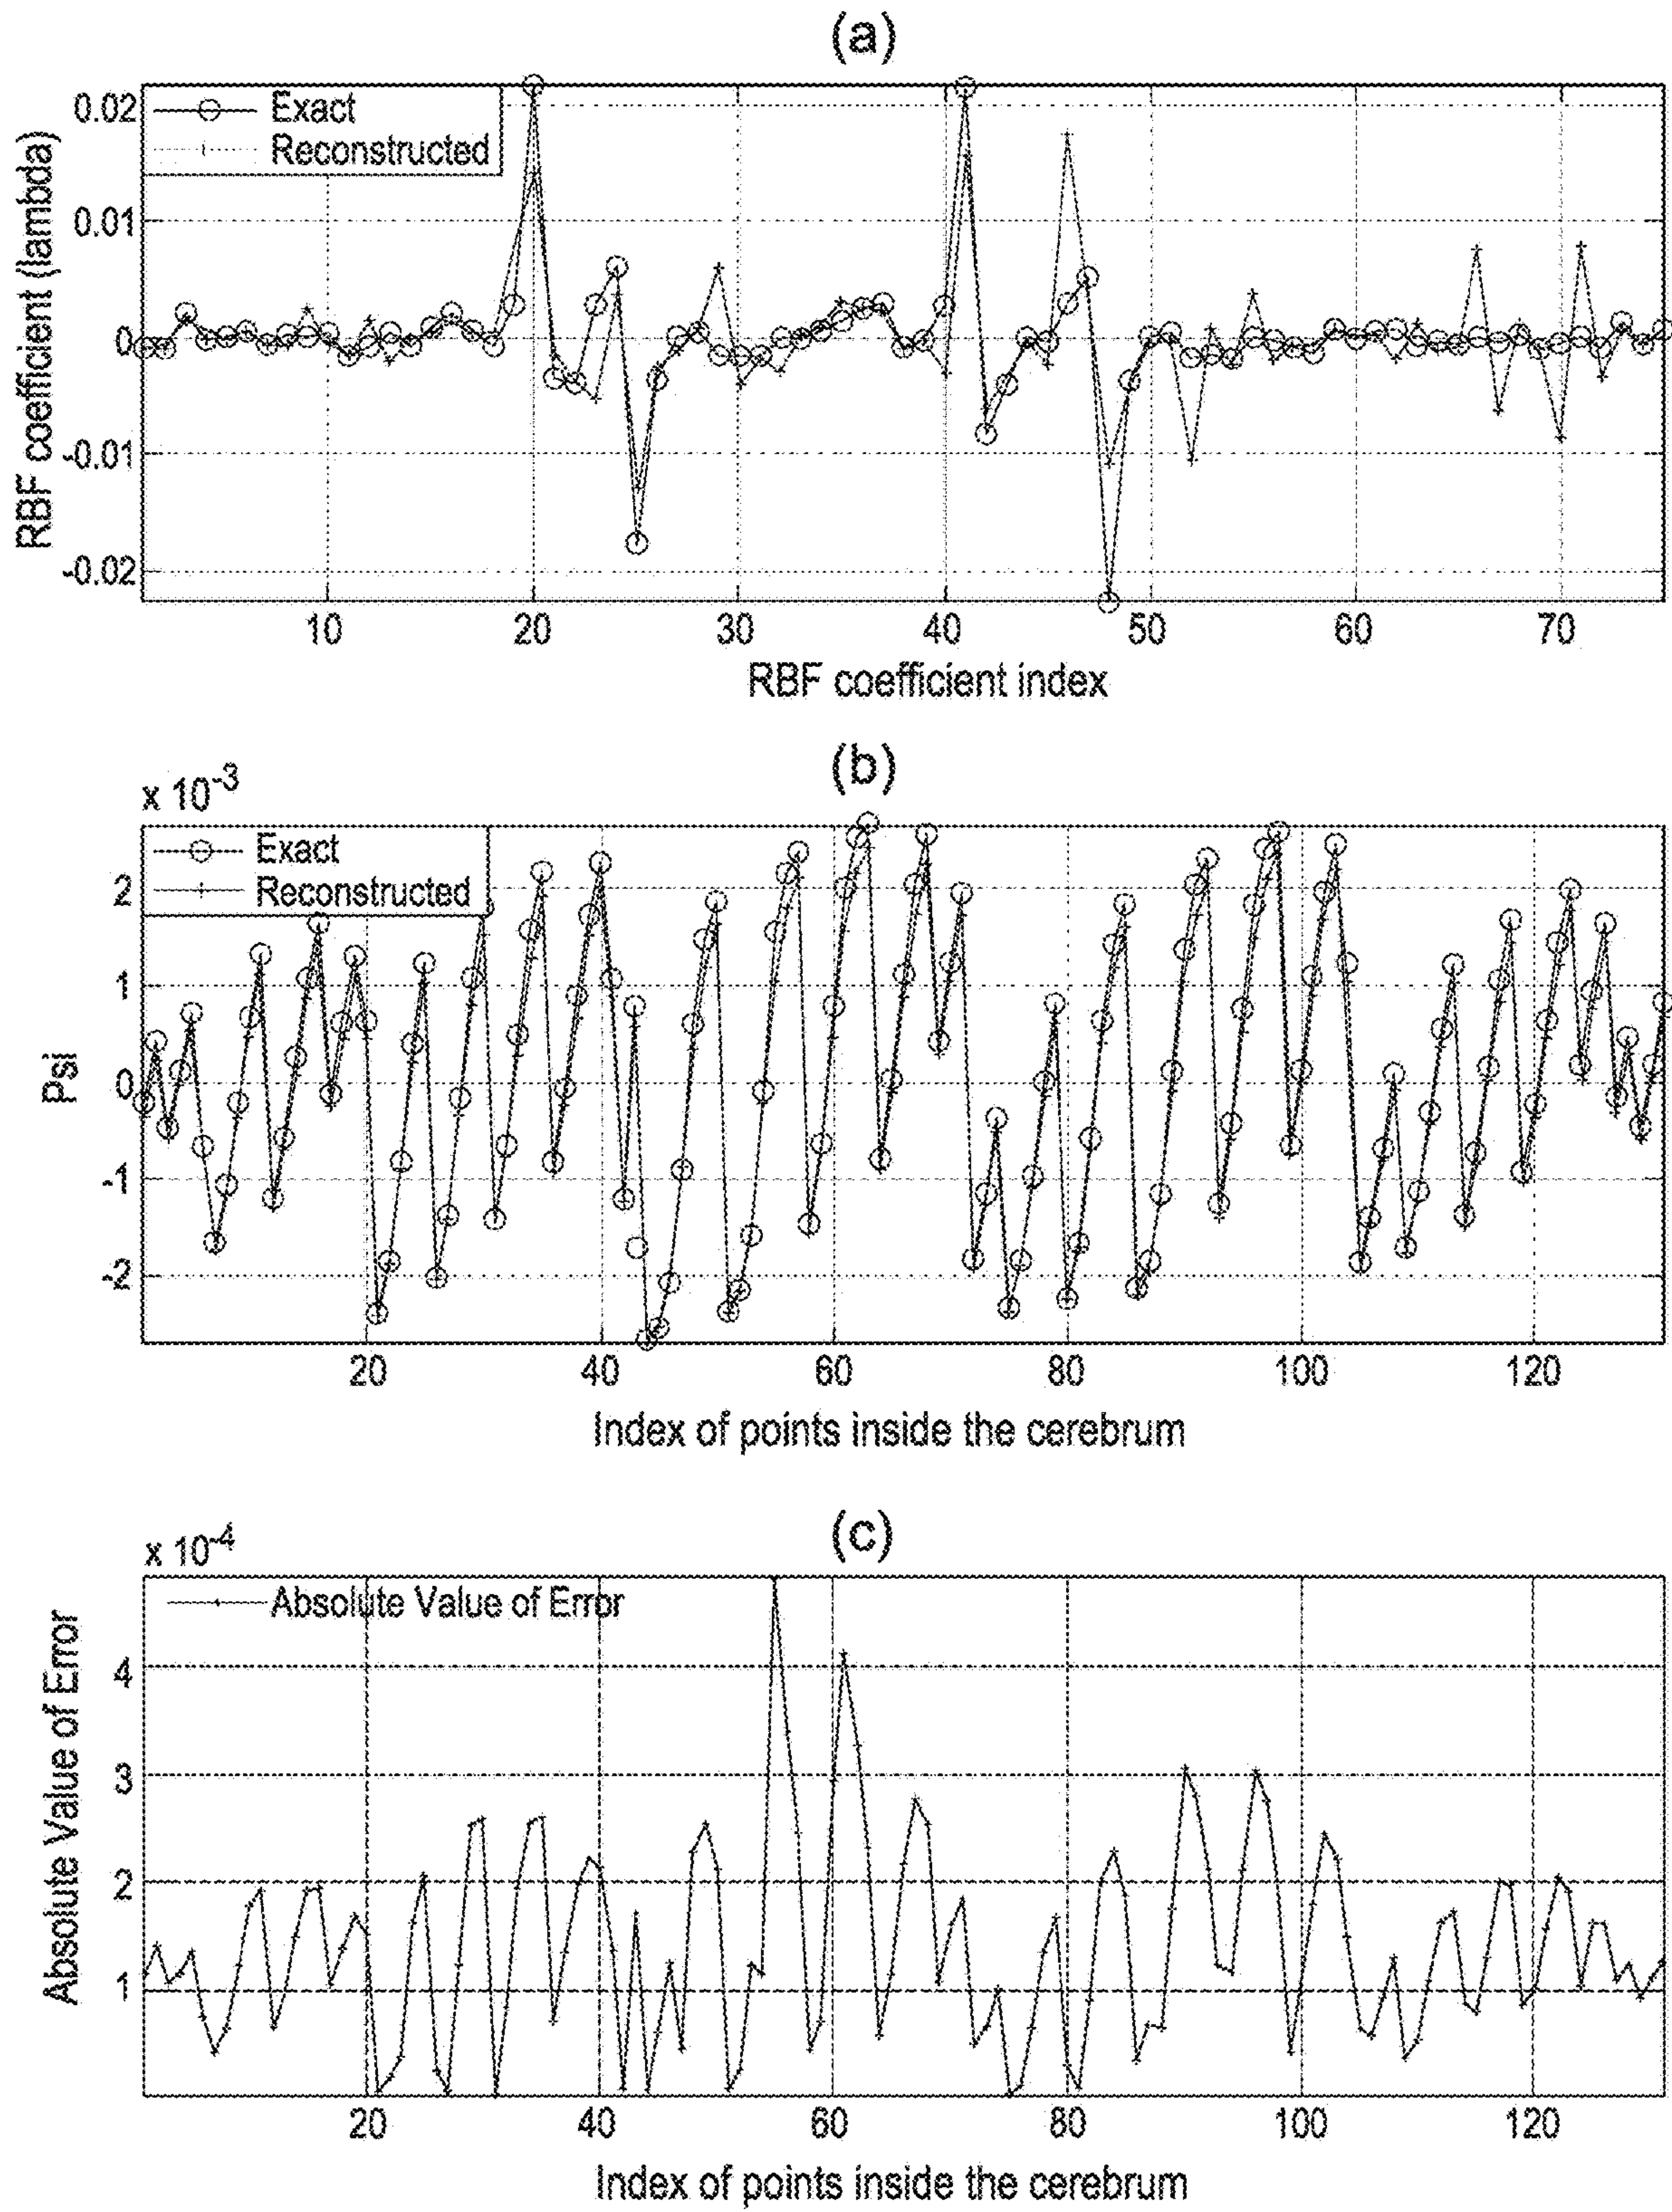 (a)
RBF coefficient (lambda)
0.02
0.01
0
-0.01
-0.02
Exact
Reconstructed
10 20 30 40 50 60 70
RBF coefficient index
(b)
x 10-3
Psi
2
1
0
-1
-2
Exact
Reconstructed
20 40 60 80 100 120
Index of points inside the cerebrum
(c)
x 10-4
Absolute Value of Error
4
3
2
1
Absolute Value of Error
20 40 60 80 100 120
Index of points inside the cerebrum